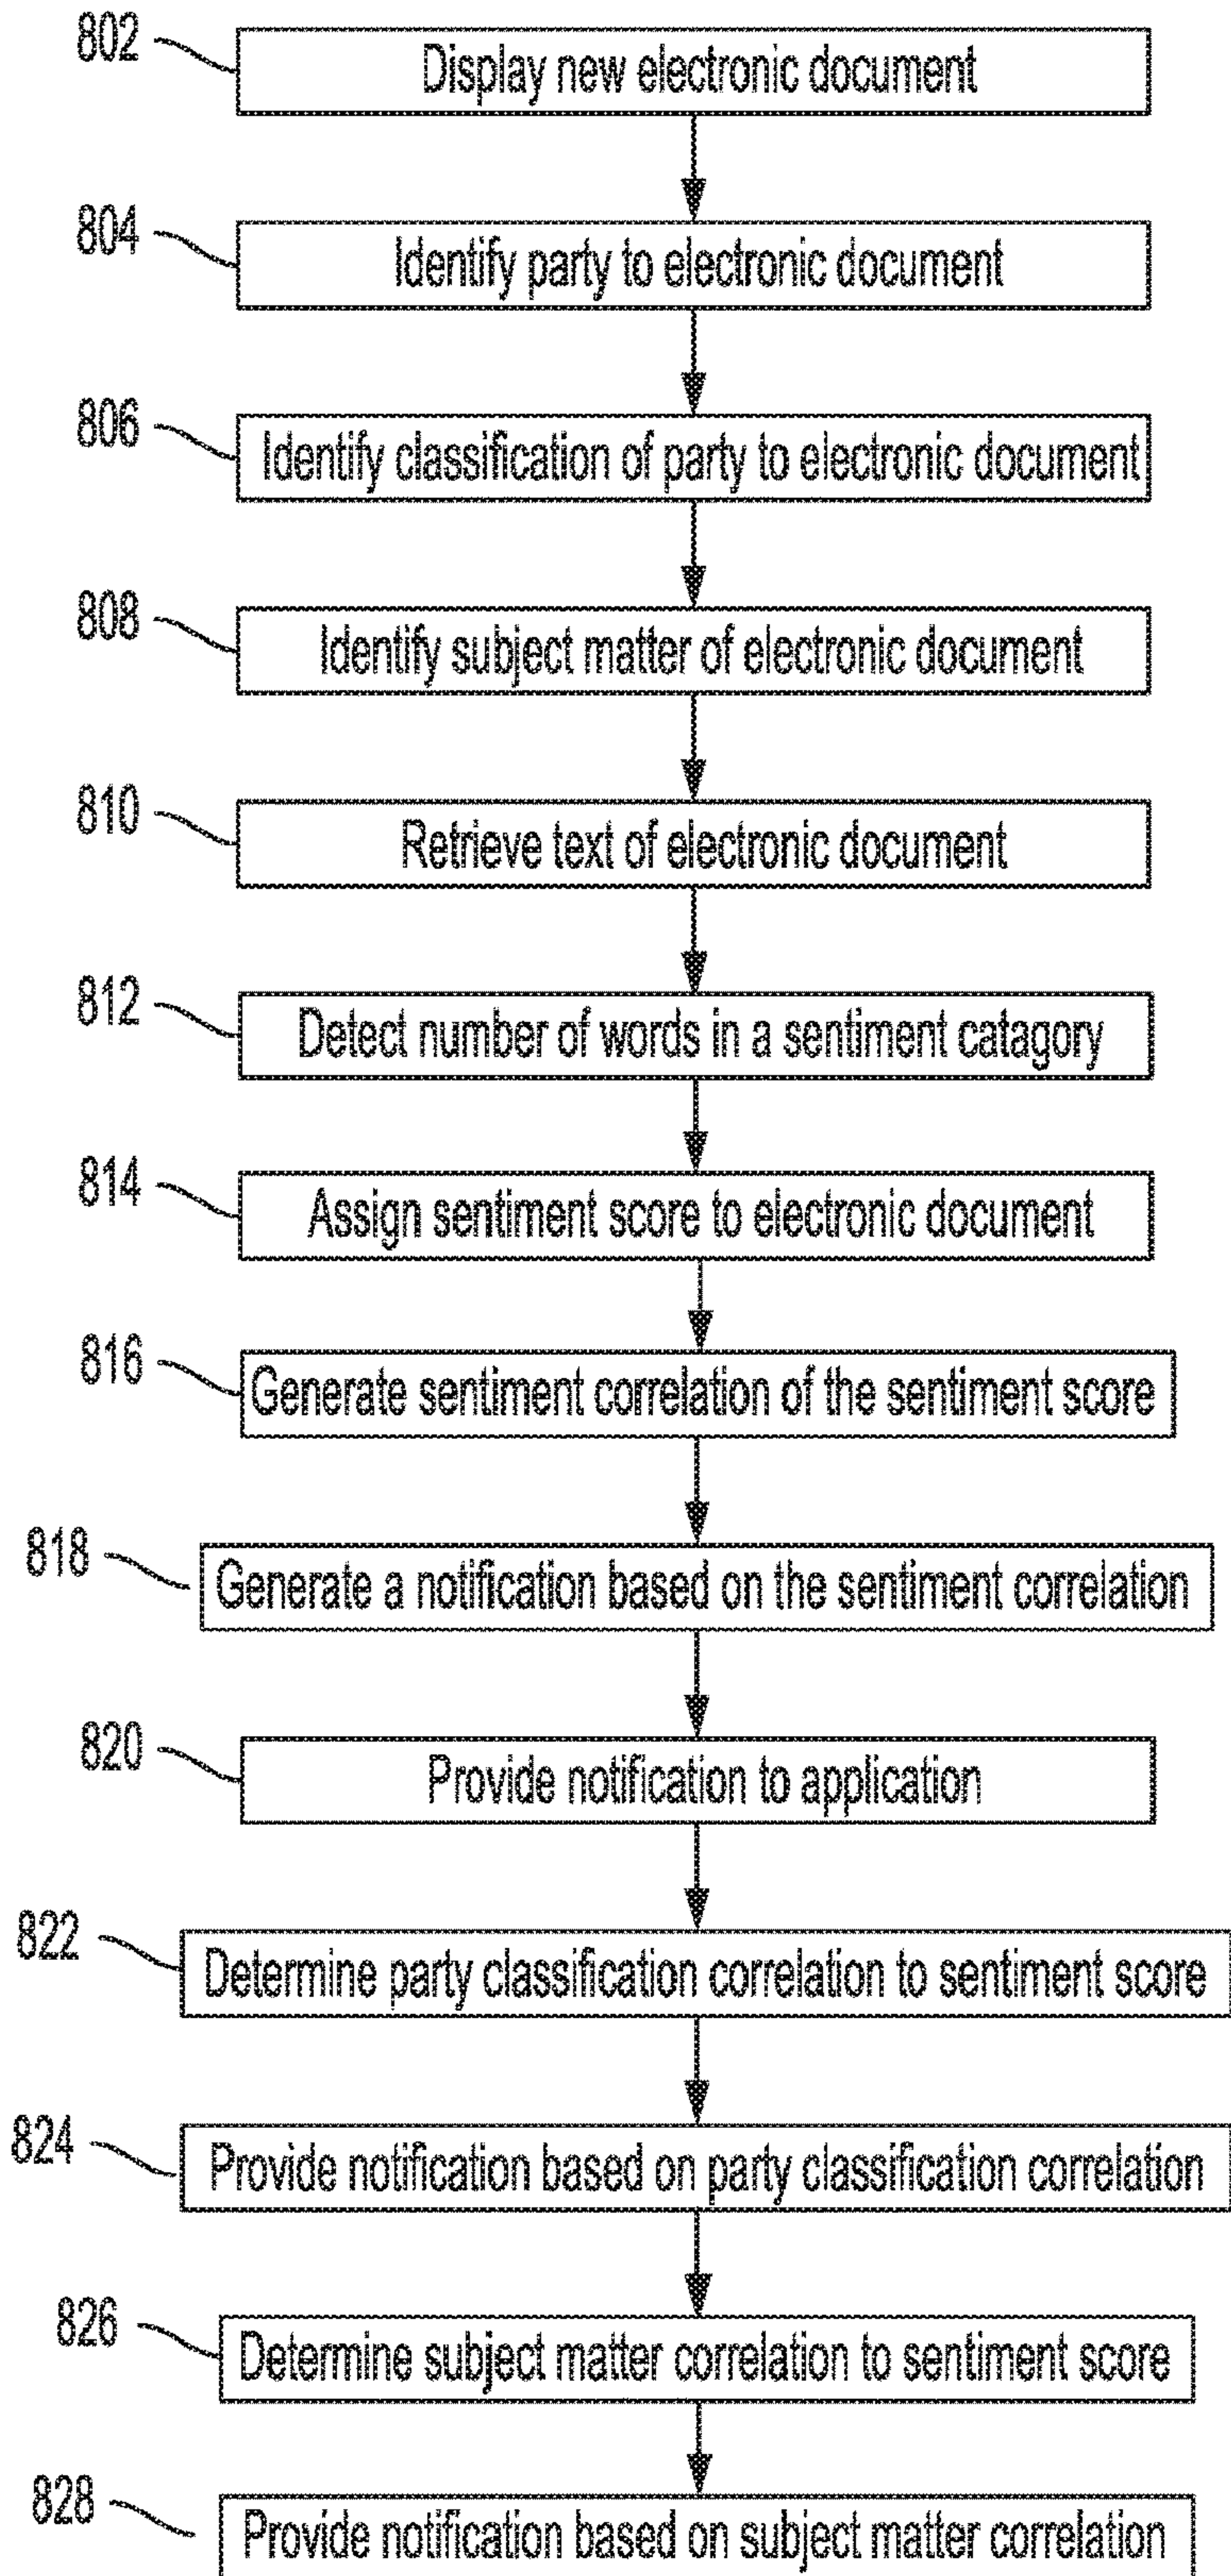 802
Display new electronic document
804
Identify party to electronic document
806
Identify classification of party to electronic document
808
Identify subject matter of electronic document
810
Retrieve text of electronic document
812
Detect number of words in a sentiment catagory
814
Assign sentiment score to electronic document
816
Generate sentiment correlation of the sentiment score
818
Generate a notification based on the sentiment correlation
820
Provide notification to application
822
Determine party classification correlation to sentiment score
824
Provide notification based on party classification correlation
826
Determine subject matter correlation to sentiment score
828
Provide notification based on subject matter correlation